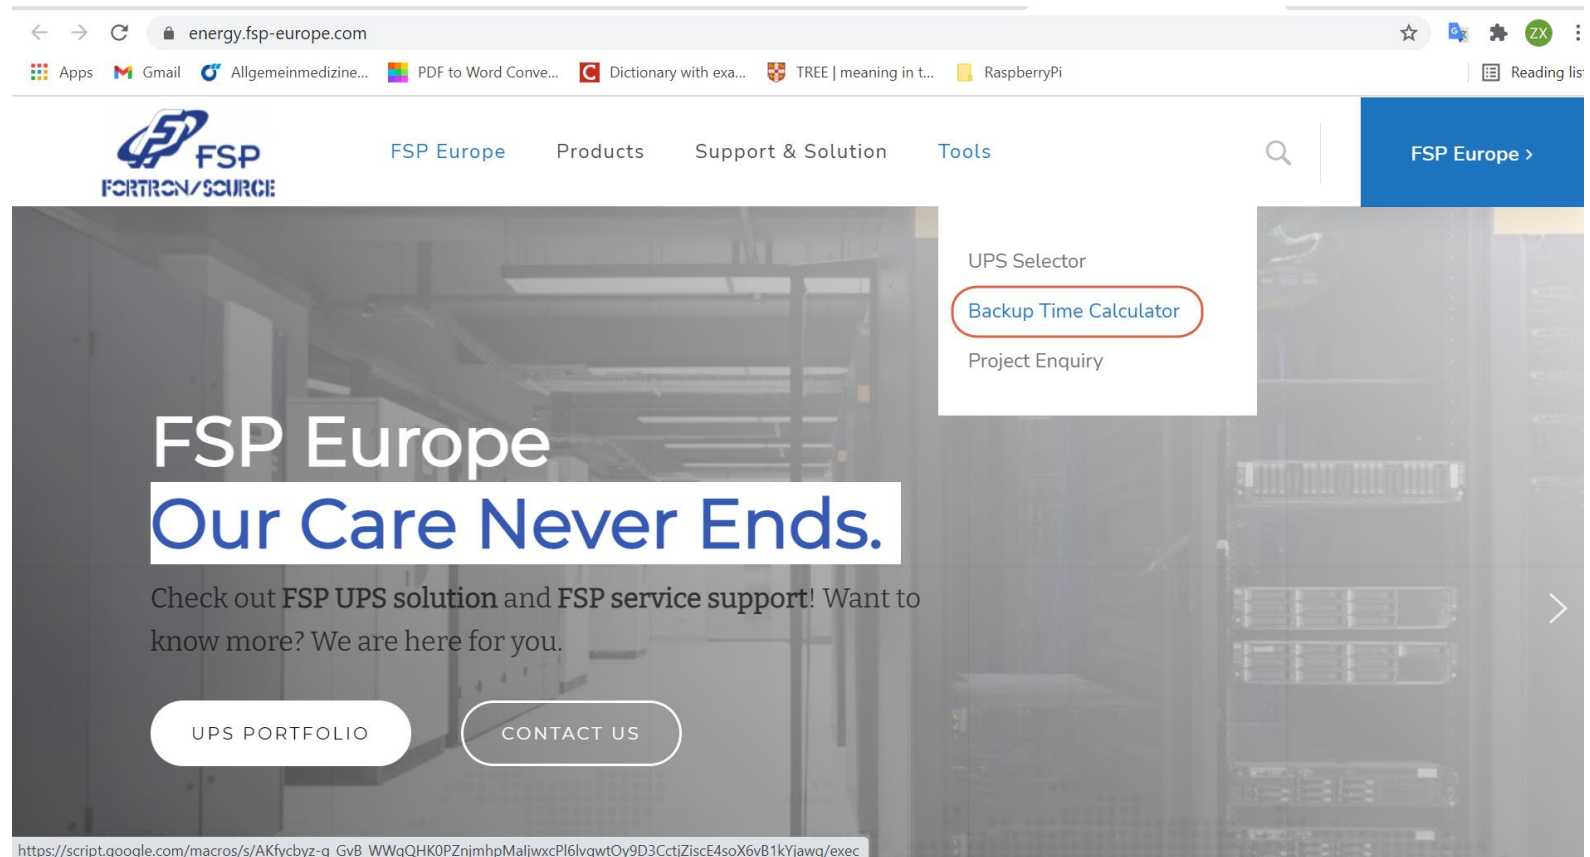 energy.fsp-europe.com
ZX
Apps
Gmail
Allgemeinmedizine...
PDF to Word Conve...
Dictionary with exa...
TREE | meaning in t...
RaspberryPi
Reading list
FSP
FORTRON/SOURCE
FSP Europe
Products
Support & Solution
Tools
FSP Europe >
UPS Selector
Backup Time Calculator
Project Enquiry
FSP Europe
Our Care Never Ends.
Check out FSP UPS solution and FSP service support! Want to
know more? We are here for you.
UPS PORTFOLIO
CONTACT US